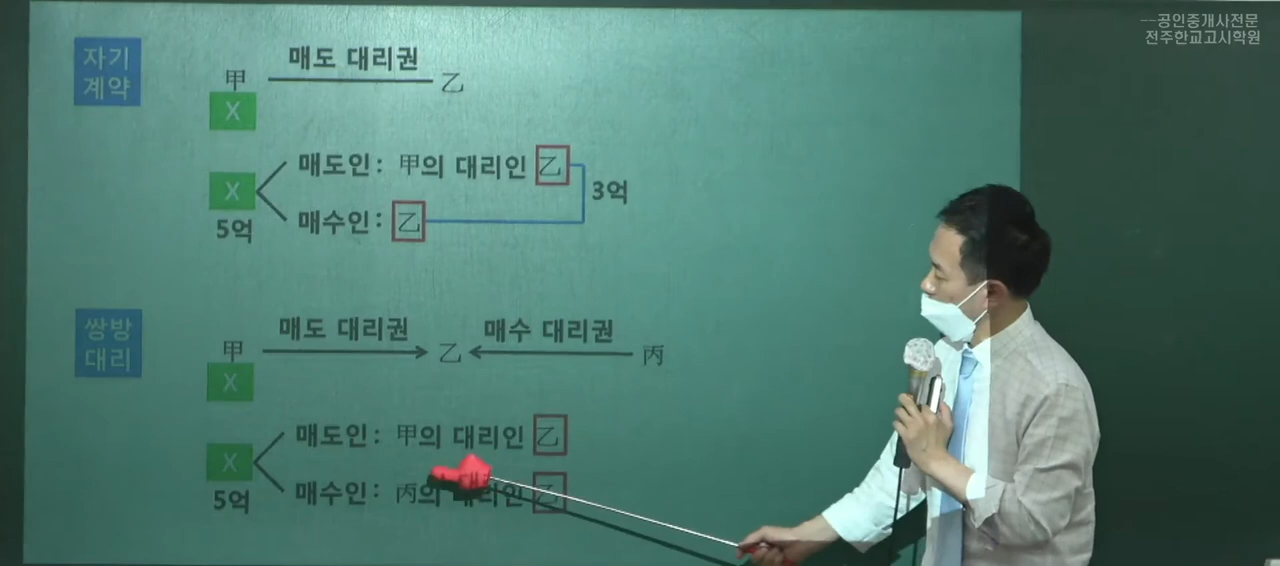 --공인중개사전문
전주한교고시학원
자기
계약
매도 대리권
甲 乙
X
매도인: 甲의 대리인 乙
X 3억
매수인: 乙
5억
쌍방
대리
매도 대리권 매수 대리권
甲 乙 丙
X
매도인: 甲의 대리인 乙
X
매수인: 丙의 대리인 乙
5억